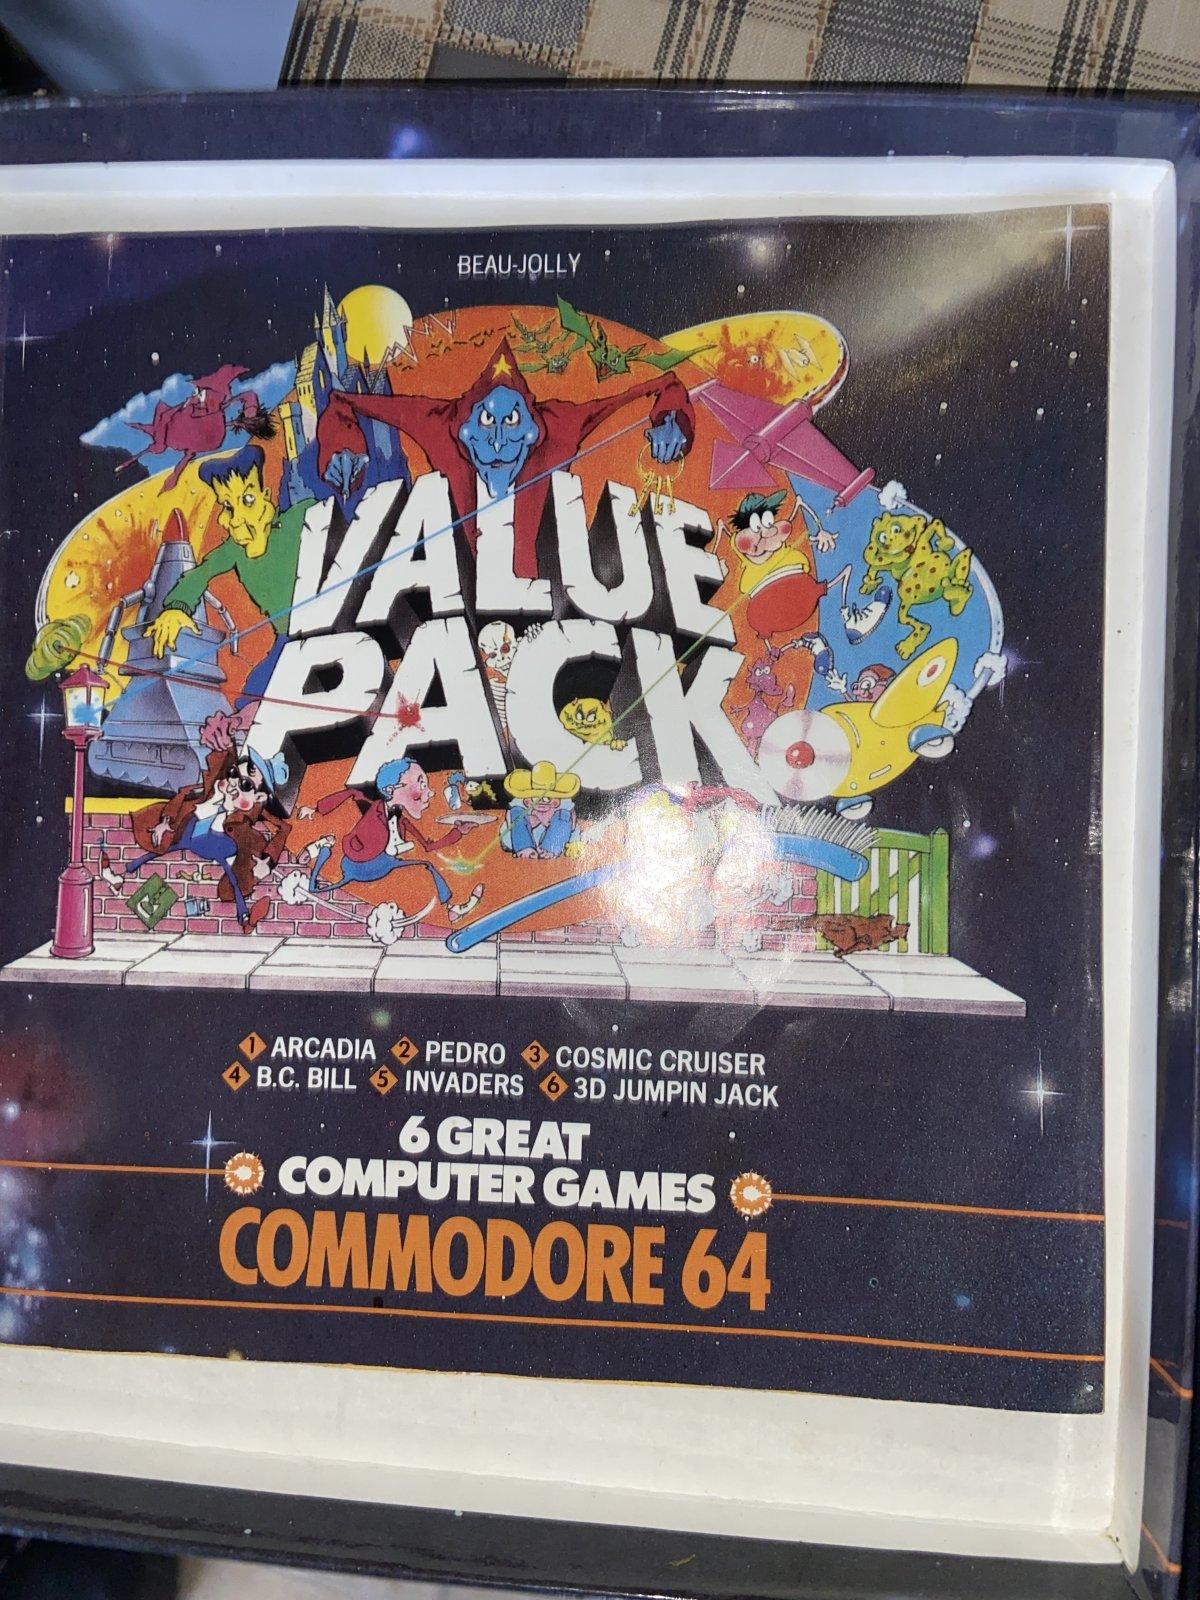 BEAU-JOLLY
VALUE
PACK
1 ARCADIA 2 PEDRO 3 COSMIC CRUISER
4 B.C. BILL 5 INVADERS 6 3D JUMPIN JACK
6 GREAT
COMPUTER GAMES
COMMODORE 64